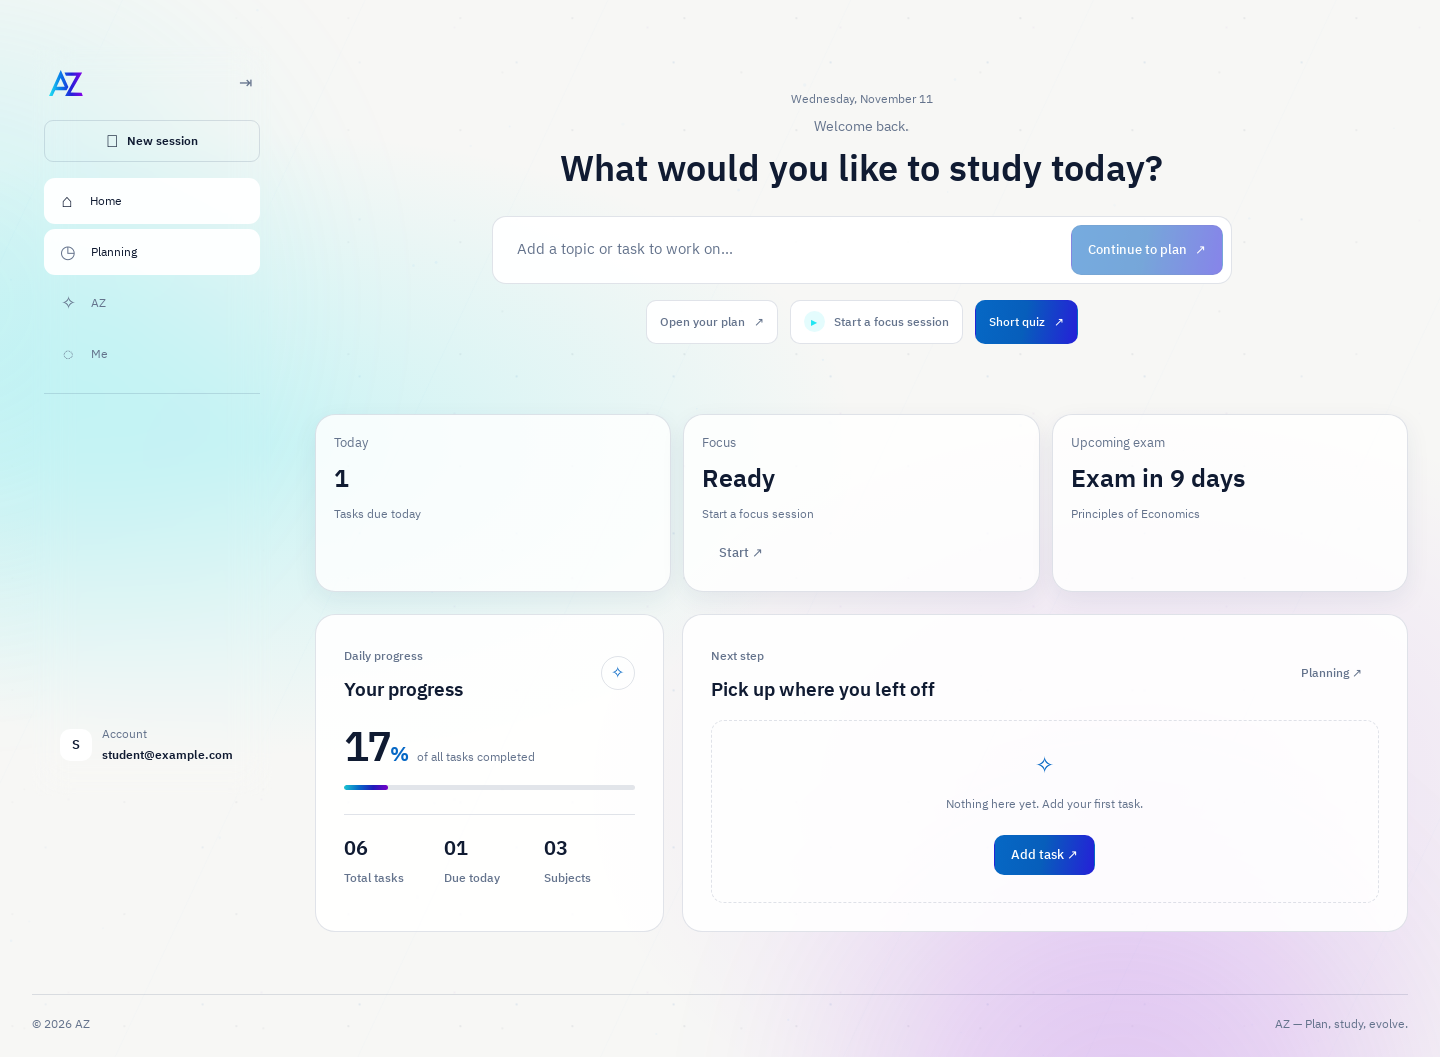 AZ
New session
Home
Planning
AZ
Me
Account
S
student@example.com
Wednesday, November 11
Welcome back.
What would you like to study today?
Add a topic or task to work on...
Continue to plan ↗
Open your plan ↗
Start a focus session
Short quiz ↗
Today
1
Tasks due today
Focus
Ready
Start a focus session
Start ↗
Upcoming exam
Exam in 9 days
Principles of Economics
Daily progress
Your progress
17% of all tasks completed
06
Total tasks
01
Due today
03
Subjects
Next step
Pick up where you left off
Planning ↗
Nothing here yet. Add your first task.
Add task ↗
© 2026 AZ
AZ — Plan, study, evolve.